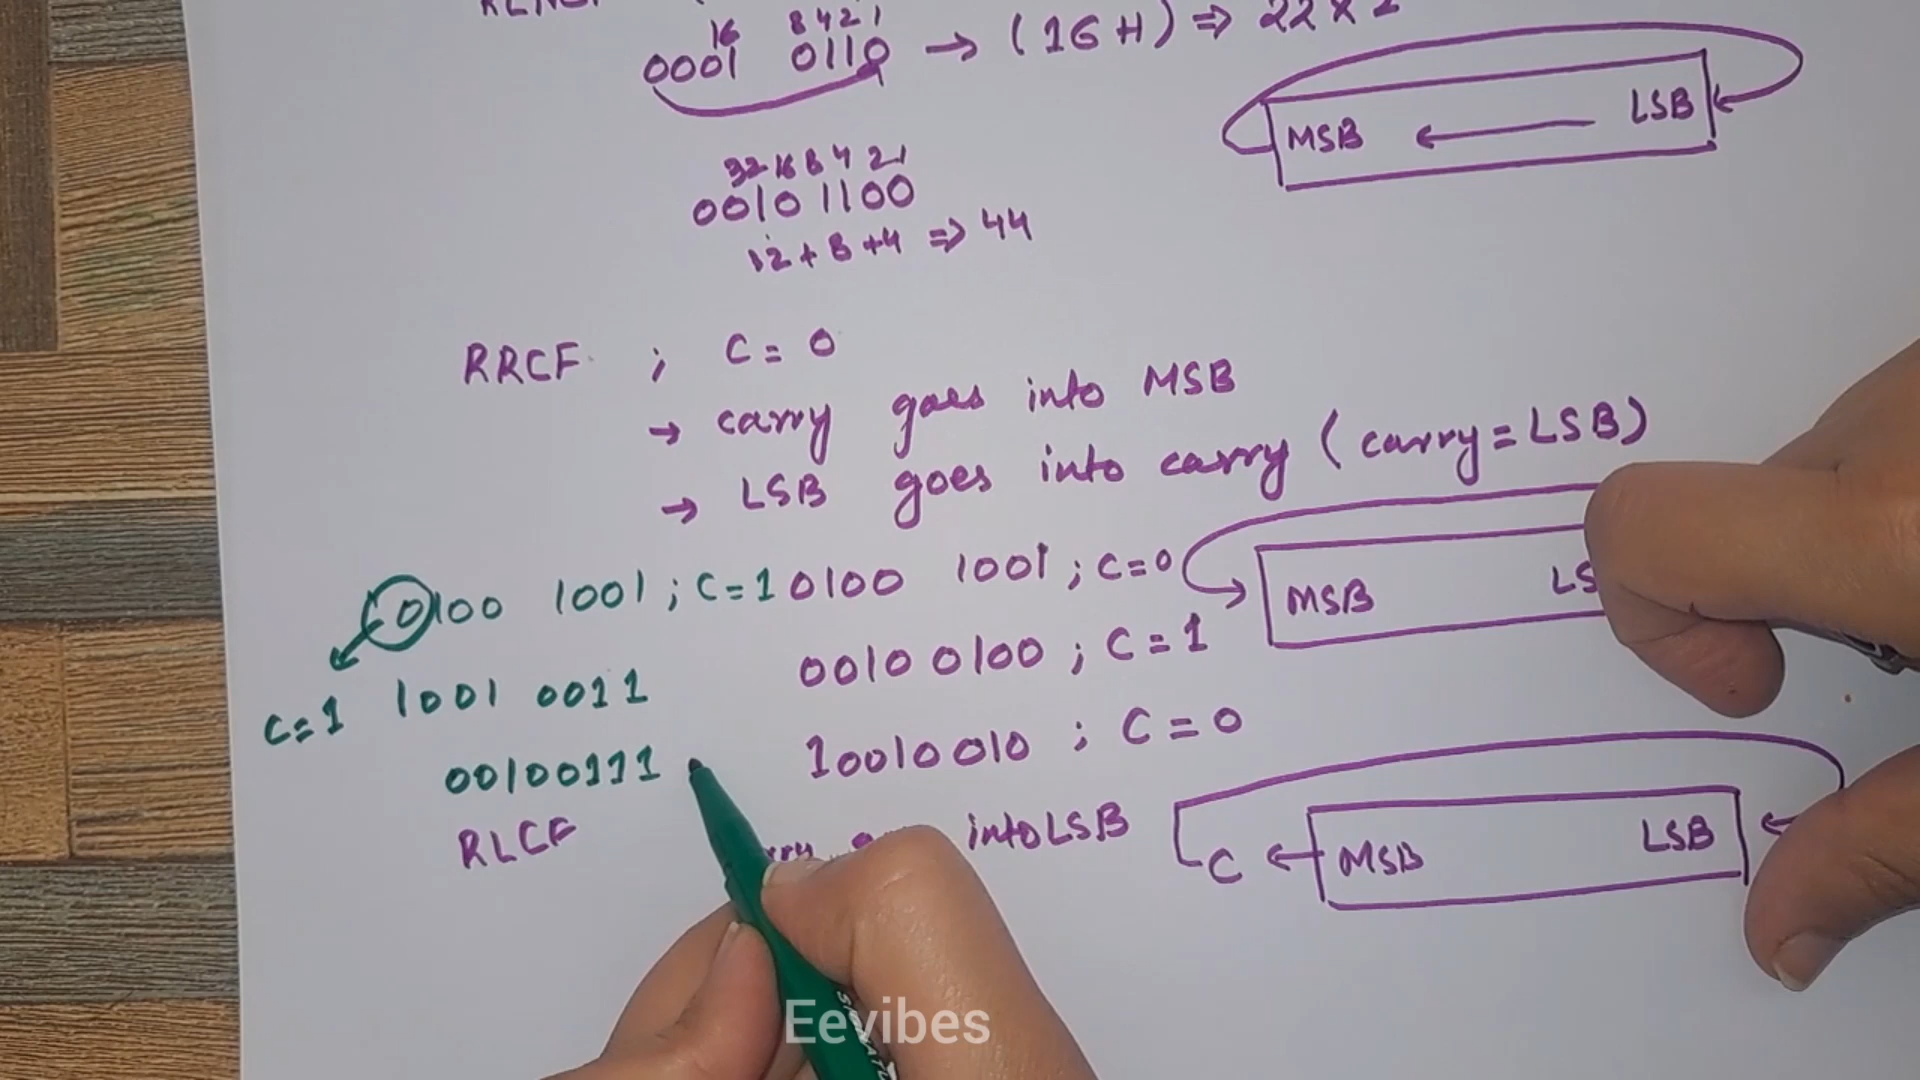 16 8 4 2 1
0001 0110 → (16H) ⇒ 22 x
MSB ← LSB
32 16 8 4 2 1
0010 1100
12 + 8 + 4 ⇒ 44
RRCF ; C = 0
→ carry goes into MSB
→ LSB goes into carry (carry = LSB)
0100 1001 ; C = 1
0100 1001 ; C = 0
MSB LS
C = 1 1001 0011
0010 0100 ; C = 1
00100111
10010010 ; C = 0
RLCF into LSB
C ← MSB LSB
Eevibes